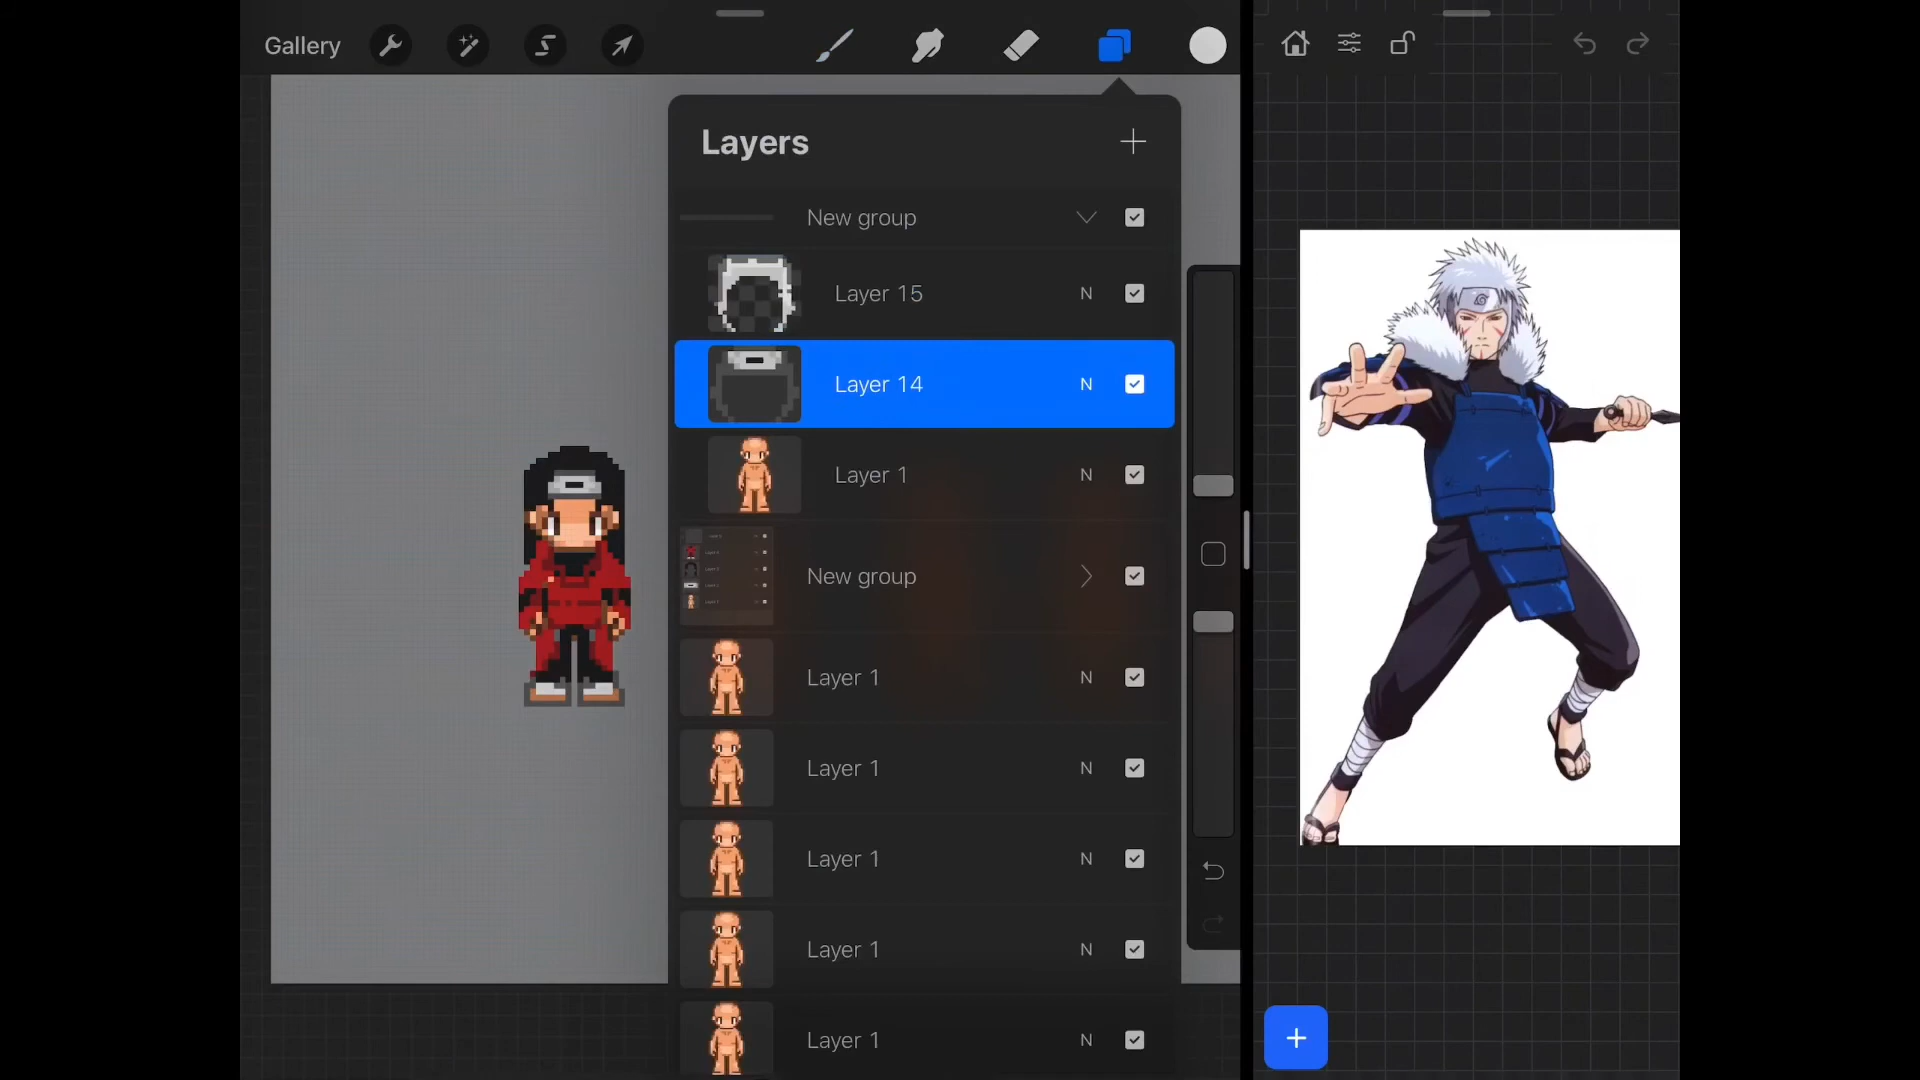 Gallery
Layers
New group
Layer 15 N
Layer 14 N
Layer 1 N
New group
Layer 1 N
Layer 1 N
Layer 1 N
Layer 1 N
Layer 1 N